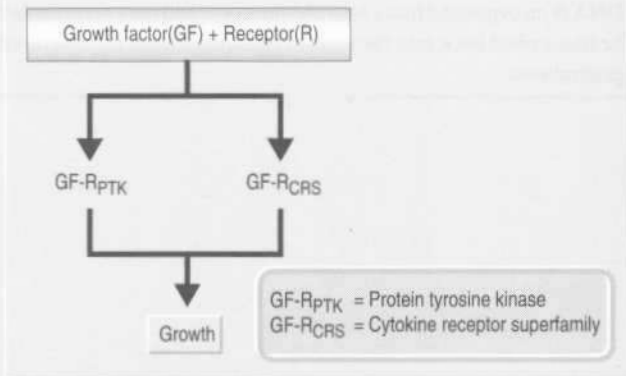 Growth factor(GF) + Receptor(R)
GF-RPTK
GF-RCRS
Growth
GF-RPTK = Protein tyrosine kinase
GF-RCRS = Cytokine receptor superfamily